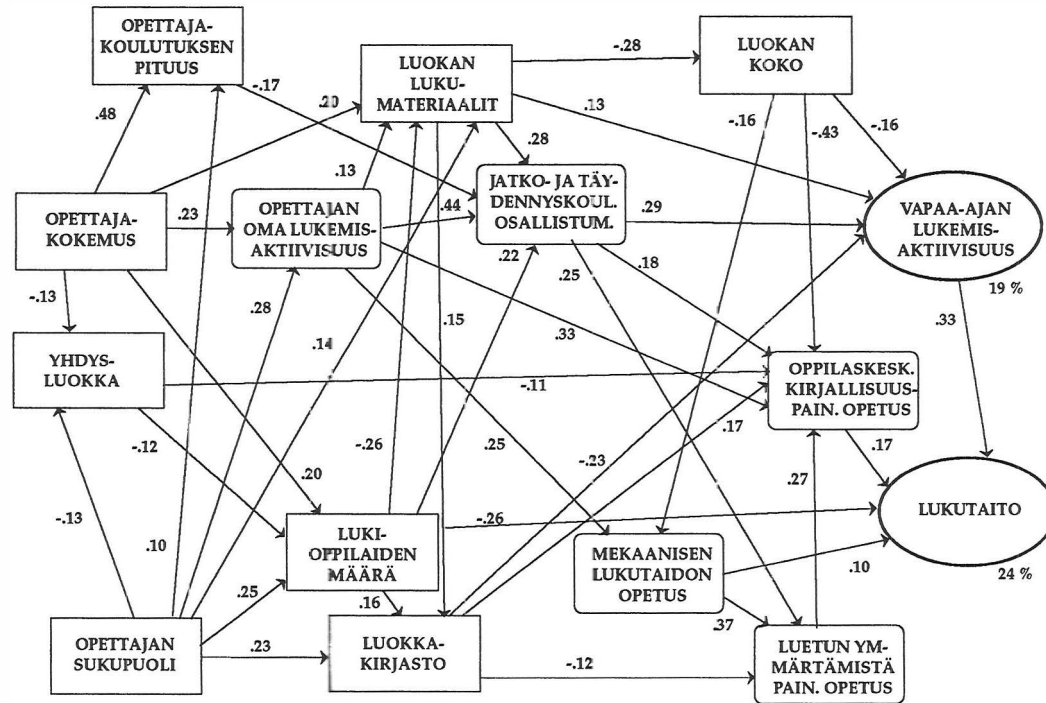 OPETTAJA-
KOULUTUKSEN
PITUUS
LUOKAN
LUKU-
MATERIAALIT
-.28
LUOKAN
KOKO
-.17
.20
.48
.13
-.16
-.43
-.16
.28
.13
OPETTAJA-
KOKEMUS
.23
OPETTAJAN
OMA LUKEMIS-
AKTIIVISUUS
.44
JATKO- JA TÄY-
DENNYSKOUL.
OSALLISTUM.
.29
VAPAA-AJAN
LUKEMIS-
AKTIIVISUUS
19 %
.22
.25
.18
-.13
.28
.15
.33
.33
.14
YHDYS-
LUOKKA
-.11
OPPILASKESK.
KIRJALLISUUS-
PAIN. OPETUS
-.12
-.26
.25
.17
.17
.20
-.23
.27
-.13
.10
LUKI-
OPPILAIDEN
MÄÄRÄ
-.26
MEKAANISEN
LUKUTAIDON
OPETUS
.10
LUKUTAITO
24 %
.25
.16
.37
OPETTAJAN
SUKUPUOLI
.23
LUOKKA-
KIRJASTO
-.12
LUETUN YM-
MÄRTÄMISTÄ
PAIN. OPETUS